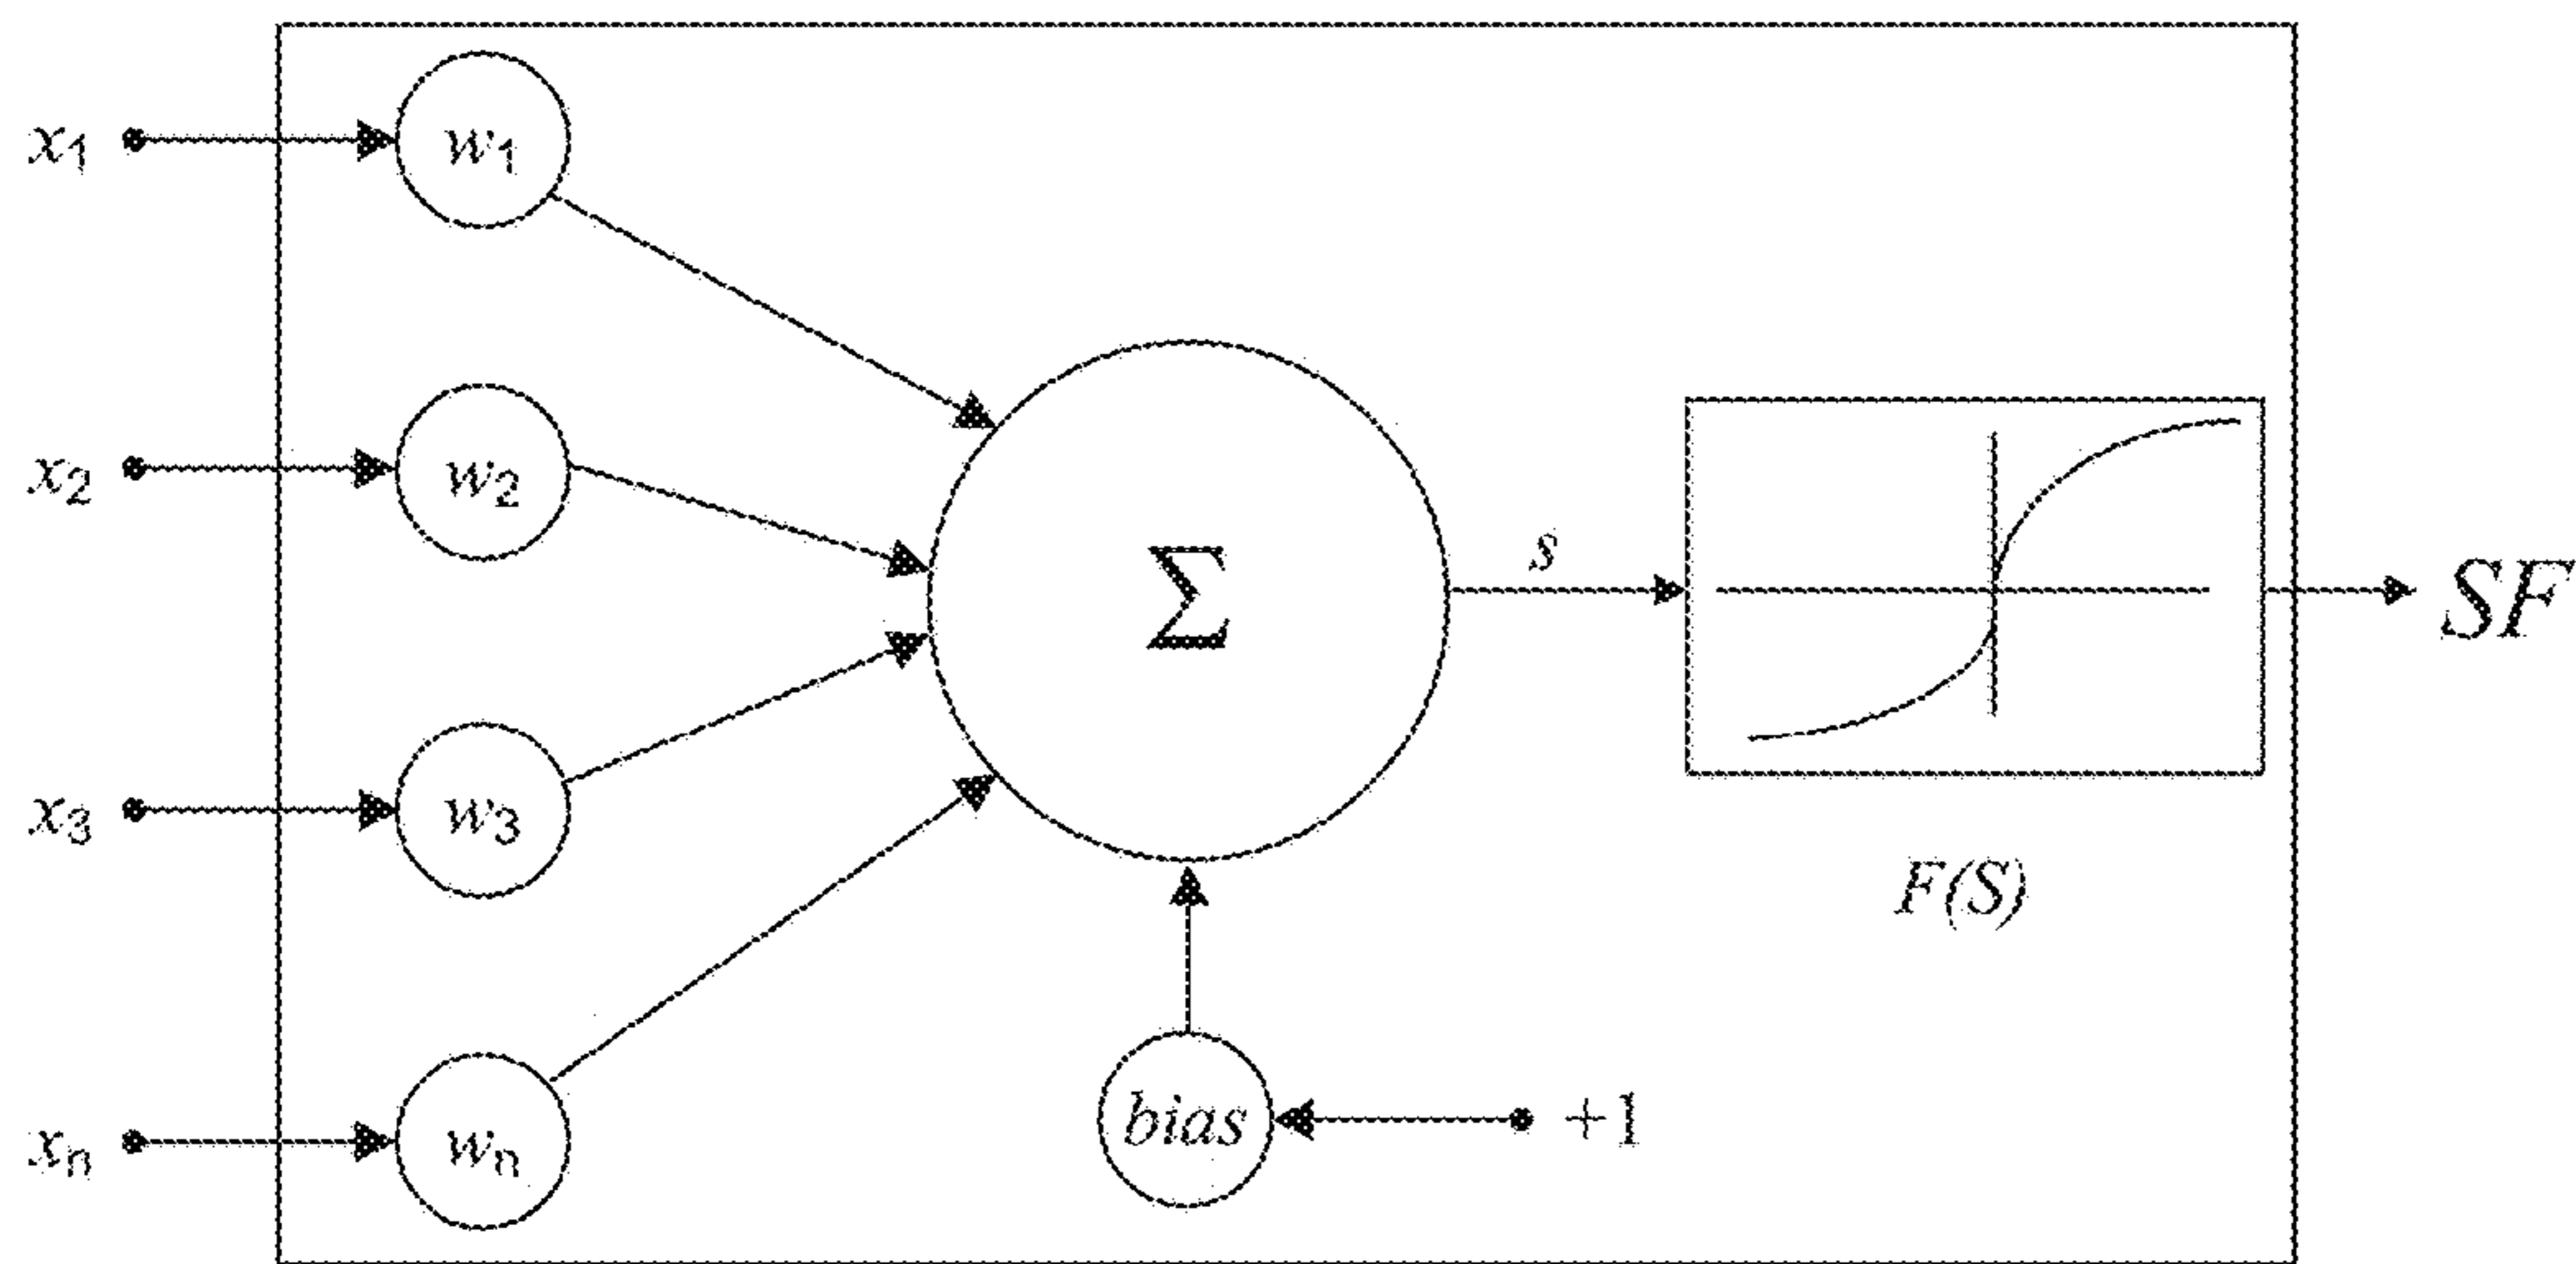 x₁ w₁
x₂ w₂
Σ s SF
x₃ w₃
F(S)
xₙ wₙ
bias +1